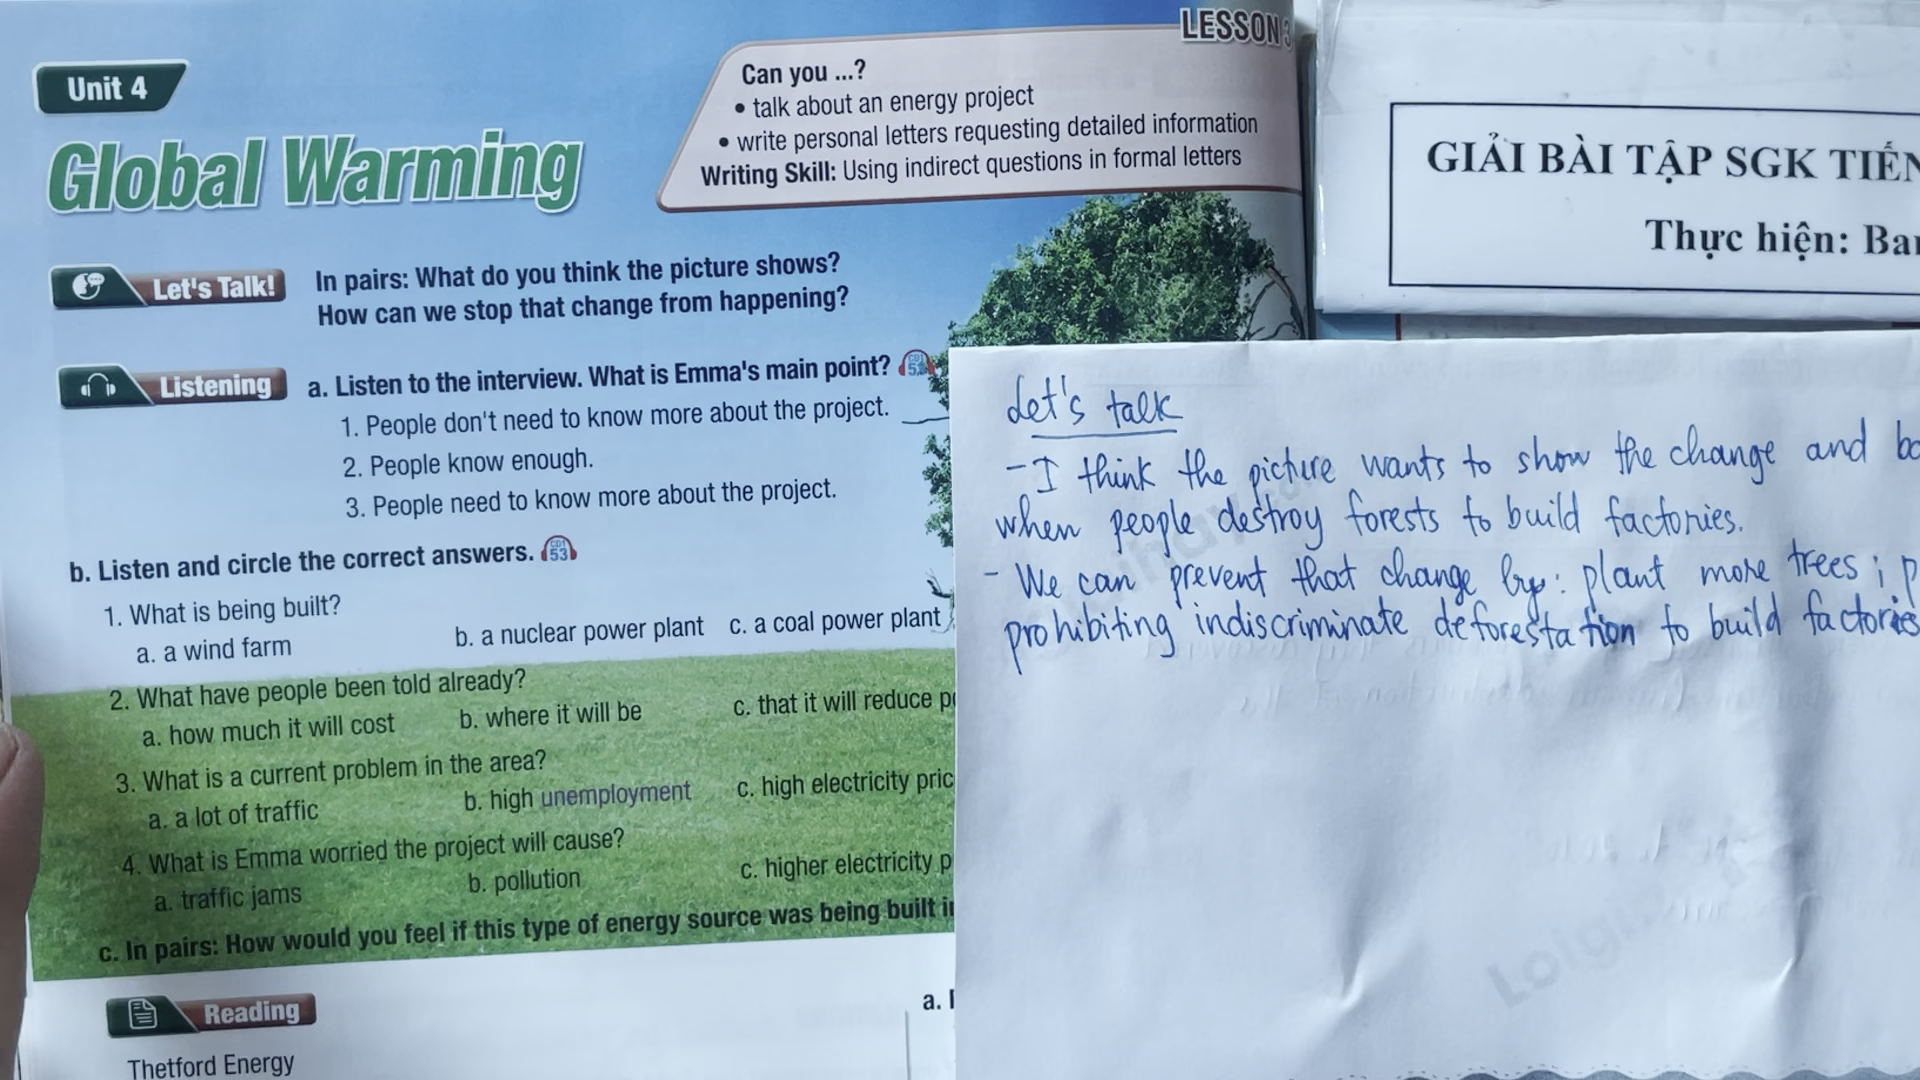 LESSON 3
Unit 4
Global Warming
Can you ...?
• talk about an energy project
• write personal letters requesting detailed information
Writing Skill: Using indirect questions in formal letters
Let's Talk!
In pairs: What do you think the picture shows?
How can we stop that change from happening?
Listening
a. Listen to the interview. What is Emma's main point?
1. People don't need to know more about the project.
2. People know enough.
3. People need to know more about the project.
b. Listen and circle the correct answers. CD1 53
1. What is being built?
a. a wind farm b. a nuclear power plant c. a coal power plant
2. What have people been told already?
a. how much it will cost b. where it will be c. that it will reduce
3. What is a current problem in the area?
a. a lot of traffic b. high unemployment c. high electricity
4. What is Emma worried the project will cause?
a. traffic jams b. pollution c. higher electricity
c. In pairs: How would you feel if this type of energy source was being built
Reading
Thetford Energy
a.
GIẢI BÀI TẬP SGK
Thực hiện:
Let's talk
- I think the picture wants to show the change and
when people destroy forests to build factories.
- We can prevent that change by: plant more trees;
prohibiting indiscriminate deforestation to build factories